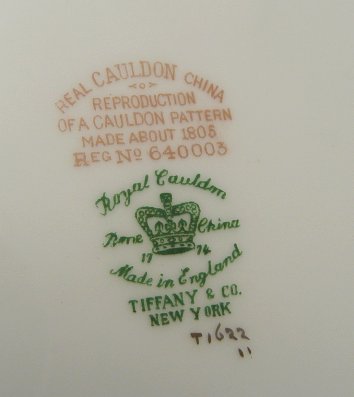 REAL CAULDON CHINA
REPRODUCTION
OF A CAULDON PATTERN
MADE ABOUT 1805
REG NO 640003
Royal Cauldon
Bone China
17 74
Made in England
TIFFANY & CO.
NEW YORK
T1622
11